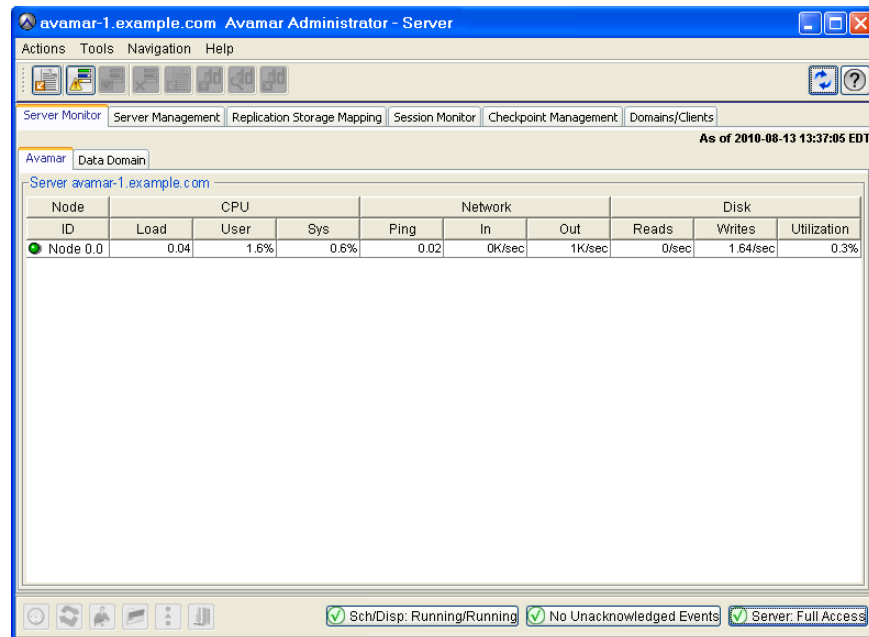 avamar-1.example.com Avamar Administrator - Server
Actions Tools Navigation Help
dd dd dd
Server Monitor Server Management Replication Storage Mapping Session Monitor Checkpoint Management Domains/Clients
As of 2010-08-13 13:37:05 EDT
Avamar Data Domain
Server avamar-1.example.com
Node CPU Network Disk
ID Load User Sys Ping In Out Reads Writes Utilization
Node 0.0 0.04 1.6% 0.6% 0.02 0K/sec 1K/sec 0/sec 1.64/sec 0.3%
Sch/Disp: Running/Running No Unacknowledged Events Server: Full Access